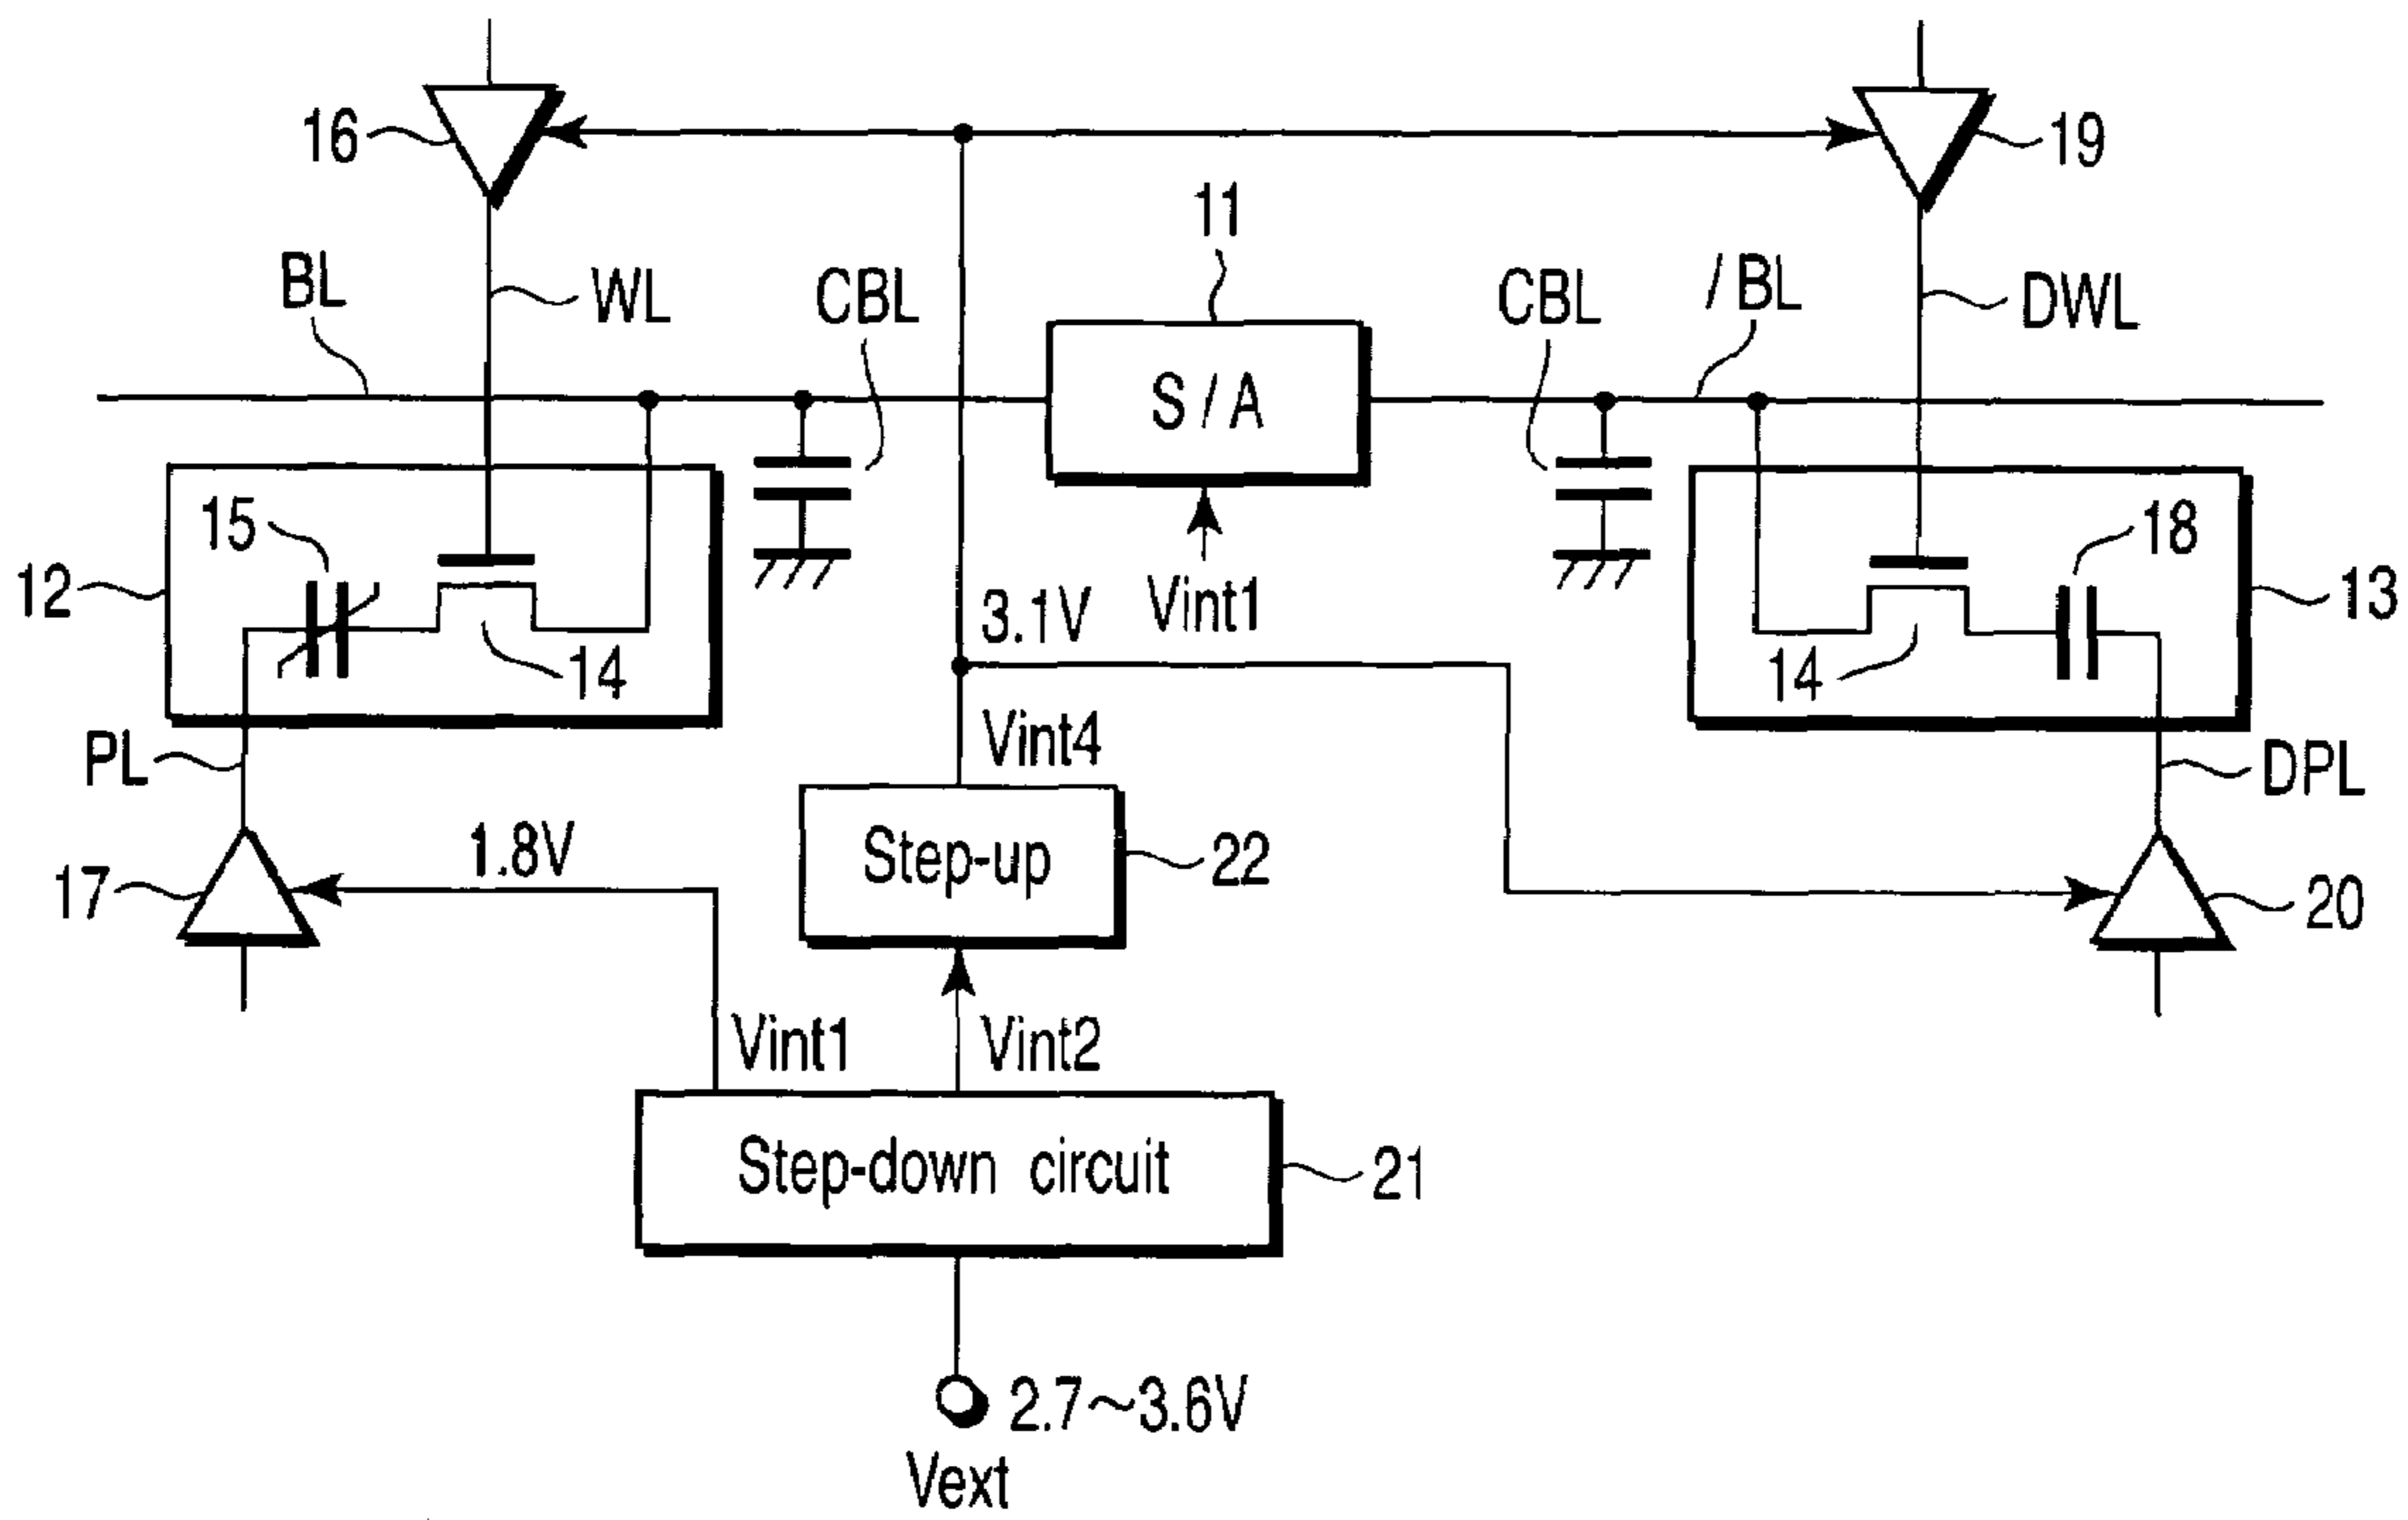 16
19
11
BL
WL
CBL
CBL
/BL
DWL
S/A
15
18
12
13
3.1V
Vint1
14
14
PL
Vint4
DPL
1.8V
Step-up
22
17
20
Vint1
Vint2
Step-down circuit
21
2.7~3.6V
Vext